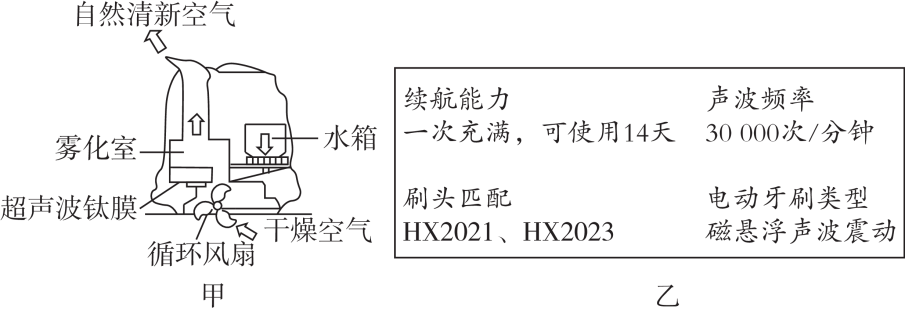 自然清新空气
雾化室
水箱
超声波钛膜
干燥空气
循环风扇
甲
续航能力 声波频率
一次充满，可使用14天 30 000次/分钟
刷头匹配 电动牙刷类型
HX2021、HX2023 磁悬浮声波震动
乙